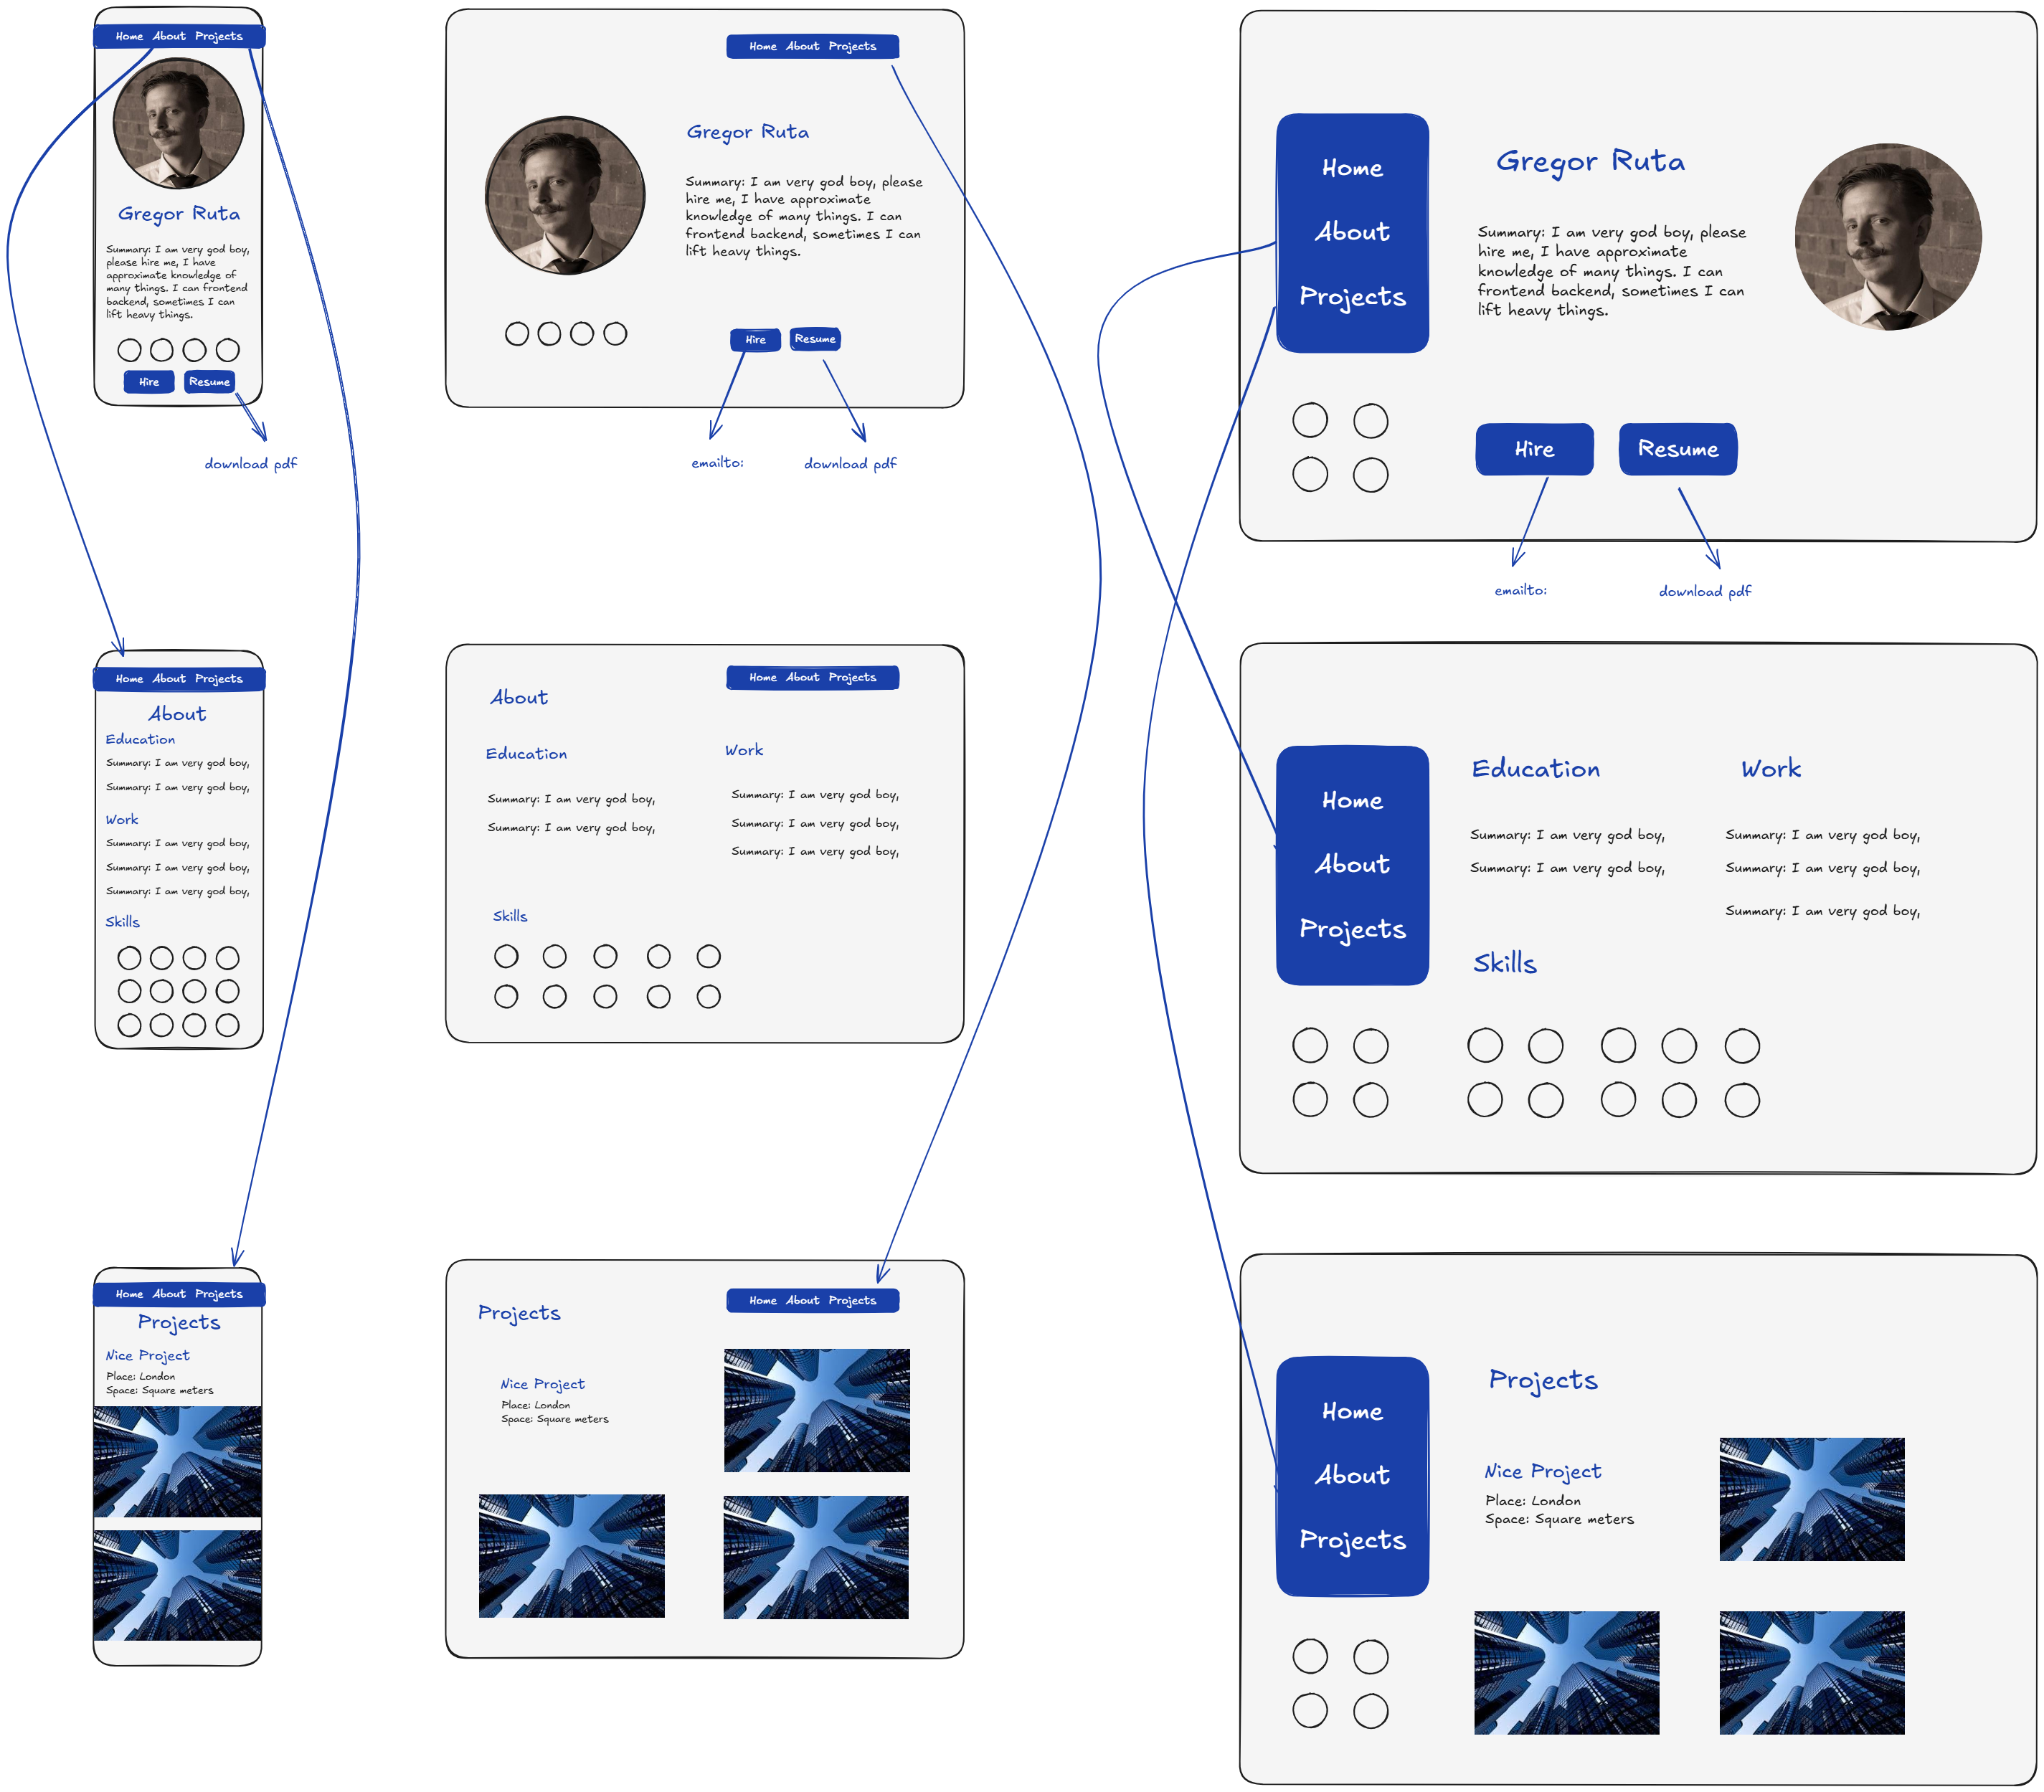 Home About Projects
Gregor Ruta
Summary: I am very god boy,
please hire me, I have
approximate knowledge of
many things. I can frontend
backend, sometimes I can
lift heavy things.
Hire Resume
download pdf
Home About Projects
Gregor Ruta
Summary: I am very god boy, please
hire me, I have approximate
knowledge of many things. I can
frontend backend, sometimes I can
lift heavy things.
Hire Resume
emailto: download pdf
Home
About
Projects
Gregor Ruta
Summary: I am very god boy, please
hire me, I have approximate
knowledge of many things. I can
frontend backend, sometimes I can
lift heavy things.
Hire Resume
emailto: download pdf
Home About Projects
About
Education
Summary: I am very god boy,
Summary: I am very god boy,
Work
Summary: I am very god boy,
Summary: I am very god boy,
Summary: I am very god boy,
Skills
Home About Projects
About
Education
Summary: I am very god boy,
Summary: I am very god boy,
Work
Summary: I am very god boy,
Summary: I am very god boy,
Summary: I am very god boy,
Skills
Home
About
Projects
Education
Summary: I am very god boy,
Summary: I am very god boy,
Work
Summary: I am very god boy,
Summary: I am very god boy,
Summary: I am very god boy,
Skills
Home About Projects
Projects
Nice Project
Place: London
Space: Square meters
Home About Projects
Projects
Nice Project
Place: London
Space: Square meters
Home
About
Projects
Projects
Nice Project
Place: London
Space: Square meters